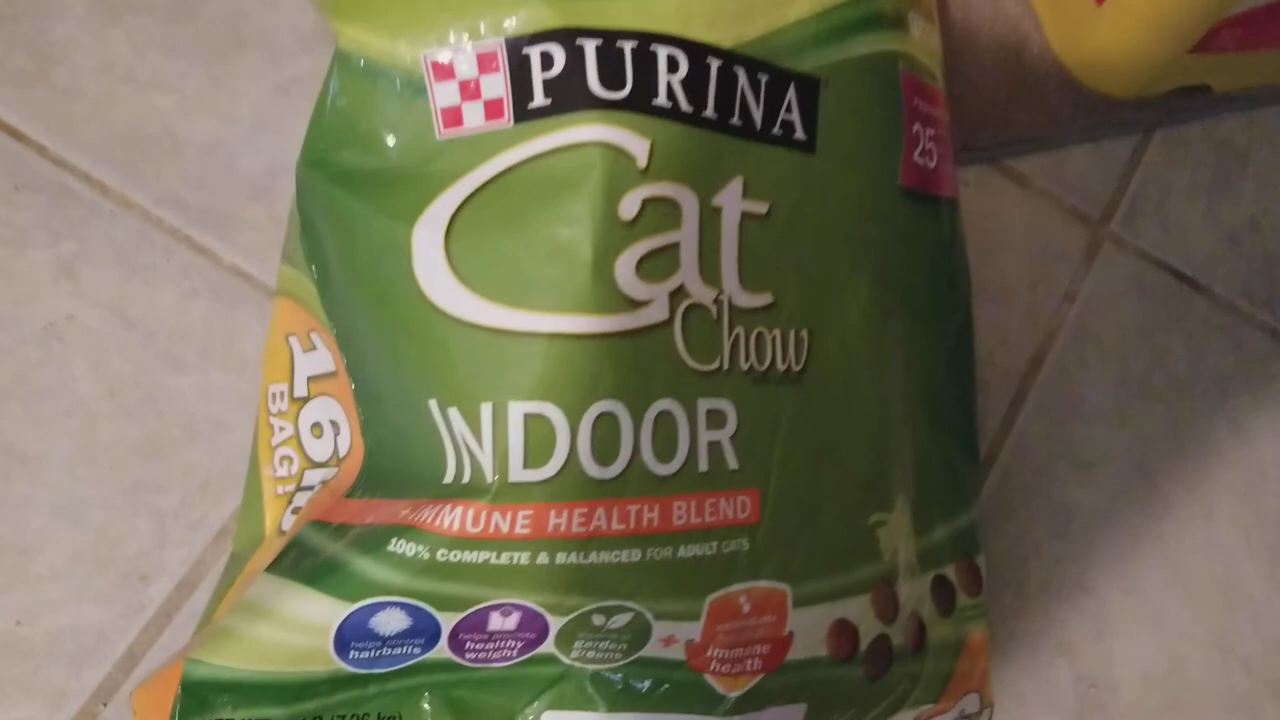 PURINA
25
Cat
Chow
16
BAG!
INDOOR
IMMUNE HEALTH BLEND
100% COMPLETE & BALANCED FOR ADULT CATS
helps control
hairballs
helps promote
healthy
weight
garden
greens
+
immune
health